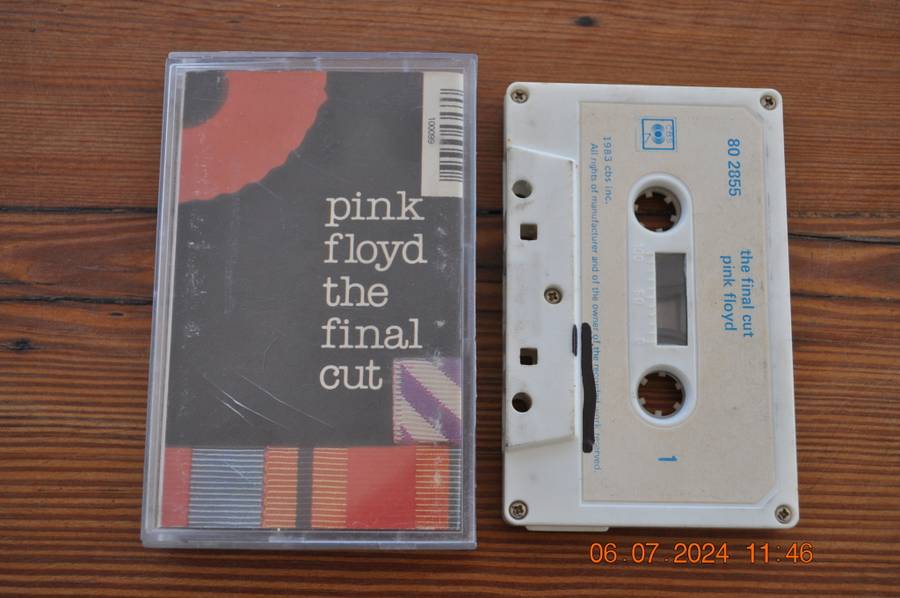 100099
pink
floyd
the
final
cut
CBS
80 2855
the final cut
pink floyd
1983 cbs inc.
All rights of manufacturer and of the owner of the
1
06.07.2024 11:46